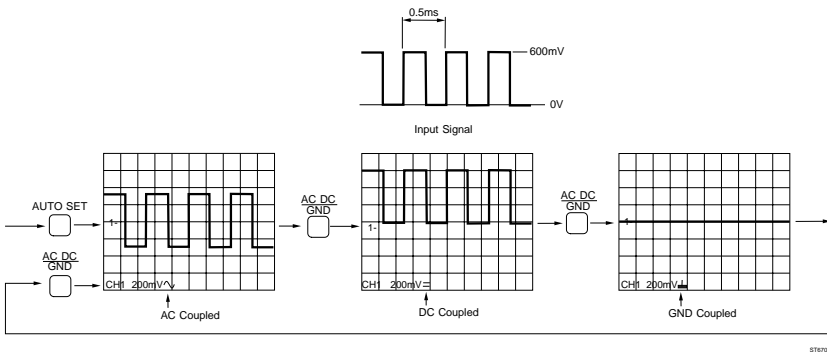 0.5ms
600mV
0V
Input Signal
AUTO SET
AC DC
GND
1-
CH1 200mV
AC Coupled
AC DC
GND
1-
CH1 200mV
DC Coupled
AC DC
GND
1-
CH1 200mV
GND Coupled
ST670